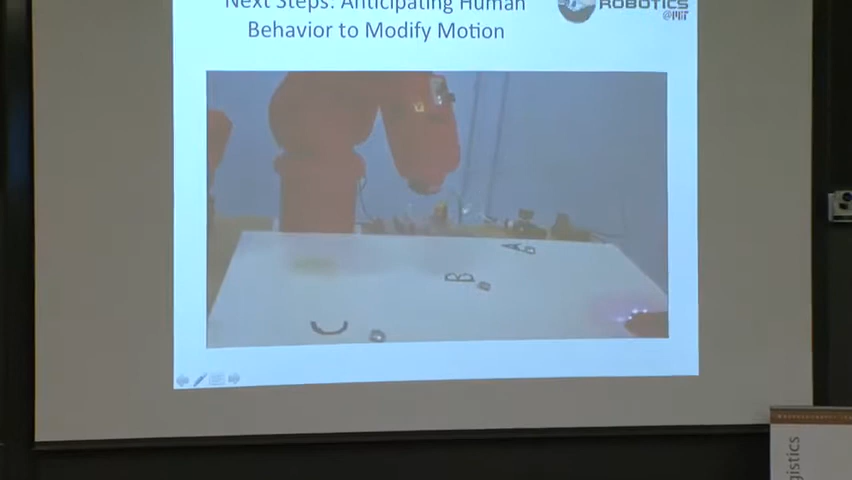 Next Steps: Anticipating Human
Behavior to Modify Motion
ROBOTICS
@MIT
A
B
C
gistics